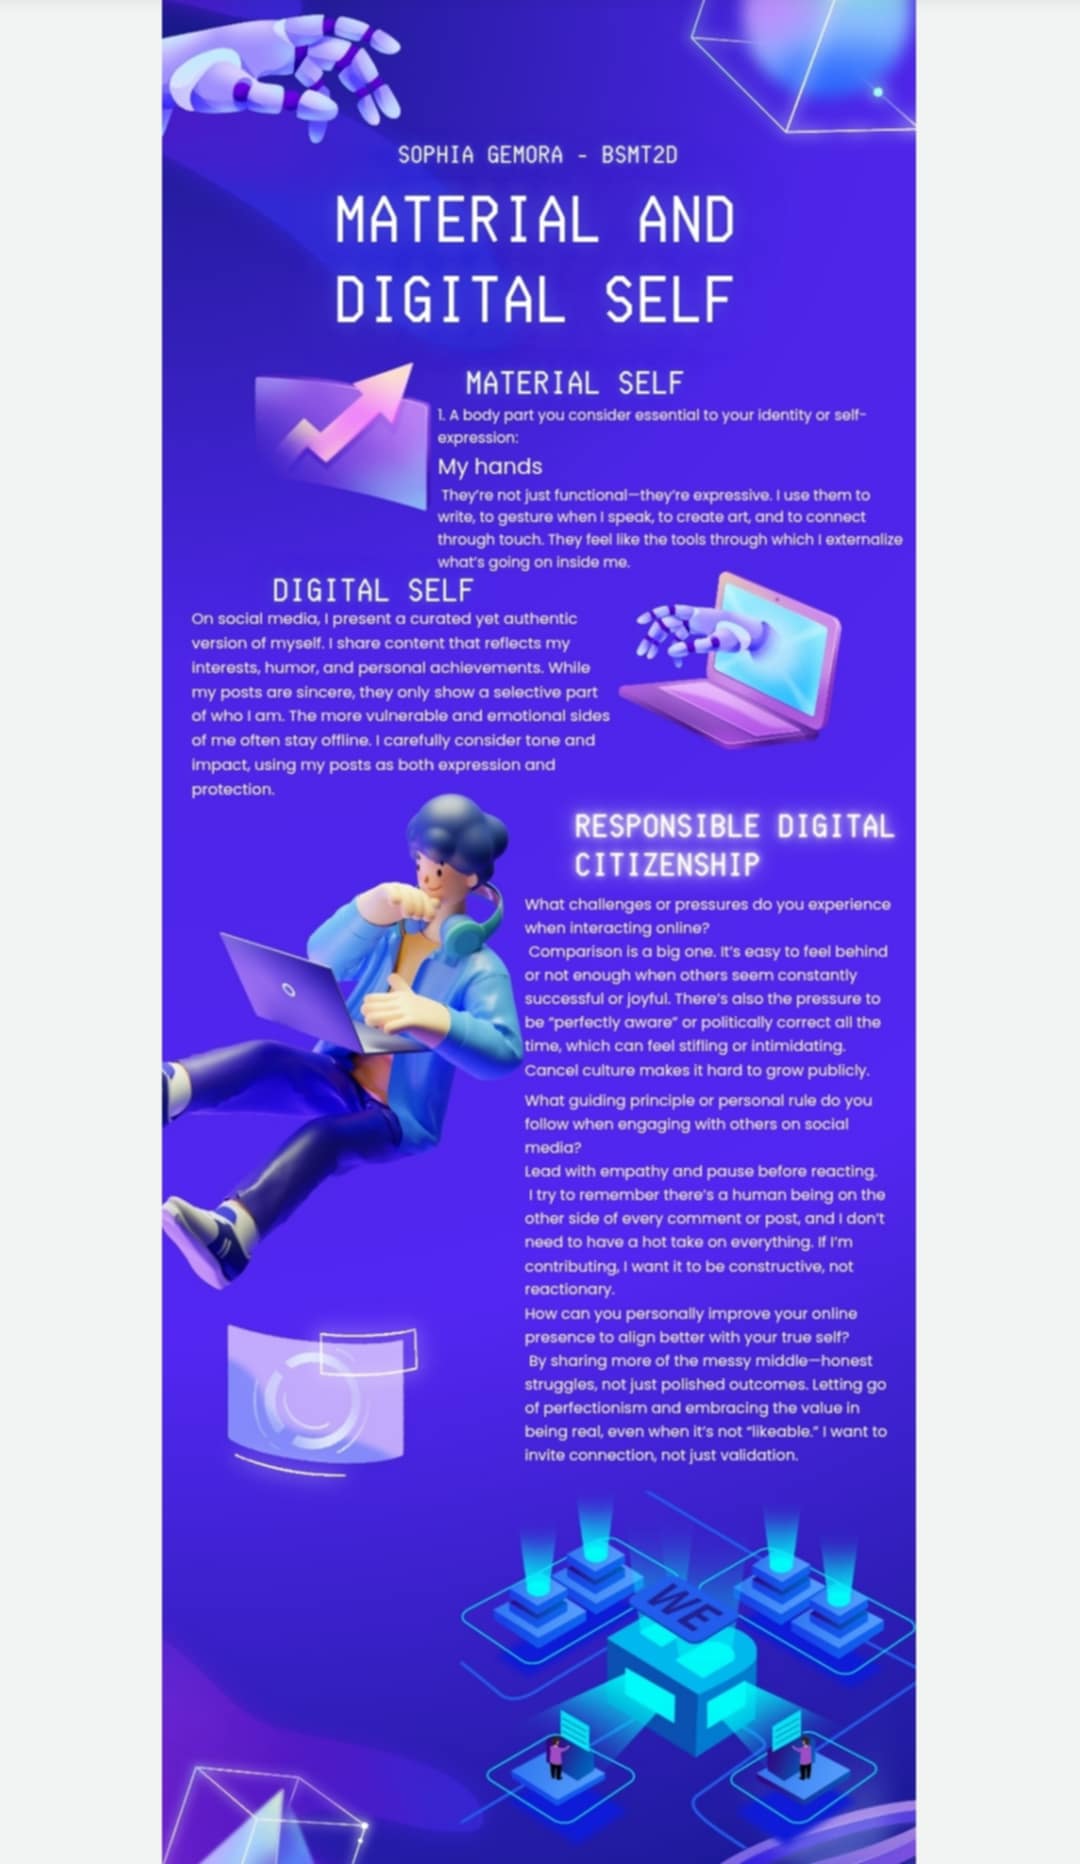 SOPHIA GEMORA - BSMT2D
MATERIAL AND
DIGITAL SELF
MATERIAL SELF
1. A body part you consider essential to your identity or self-
expression:
My hands
They're not just functional—they're expressive. I use them to
write, to gesture when I speak, to create art, and to connect
through touch. They feel like the tools through which I externalize
what's going on inside me.
DIGITAL SELF
On social media, I present a curated yet authentic
version of myself. I share content that reflects my
interests, humor, and personal achievements. While
my posts are sincere, they only show a selective part
of who I am. The more vulnerable and emotional sides
of me often stay offline. I carefully consider tone and
impact, using my posts as both expression and
protection.
RESPONSIBLE DIGITAL
CITIZENSHIP
What challenges or pressures do you experience
when interacting online?
Comparison is a big one. It's easy to feel behind
or not enough when others seem constantly
successful or joyful. There's also the pressure to
be "perfectly aware" or politically correct all the
time, which can feel stifling or intimidating.
Cancel culture makes it hard to grow publicly.
What guiding principle or personal rule do you
follow when engaging with others on social
media?
Lead with empathy and pause before reacting.
I try to remember there's a human being on the
other side of every comment or post, and I don't
need to have a hot take on everything. If I'm
contributing, I want it to be constructive, not
reactionary.
How can you personally improve your online
presence to align better with your true self?
By sharing more of the messy middle—honest
struggles, not just polished outcomes. Letting go
of perfectionism and embracing the value in
being real, even when it's not "likeable." I want to
invite connection, not just validation.
WE